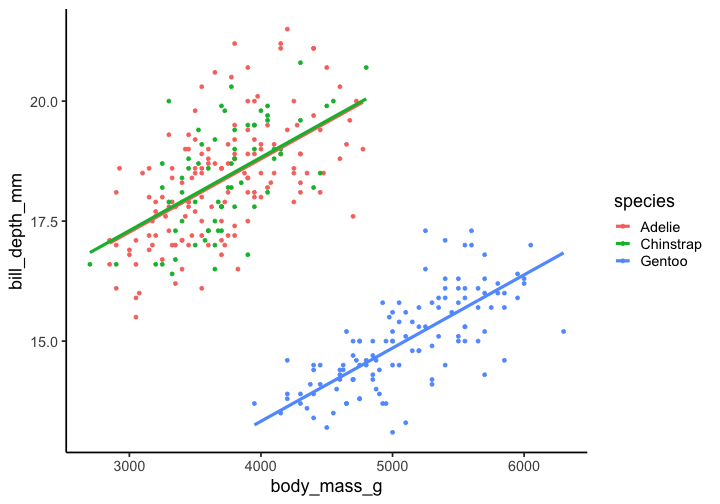 20.0
17.5
15.0
bill_depth_mm
3000
4000
5000
6000
body_mass_g
species
Adelie
Chinstrap
Gentoo